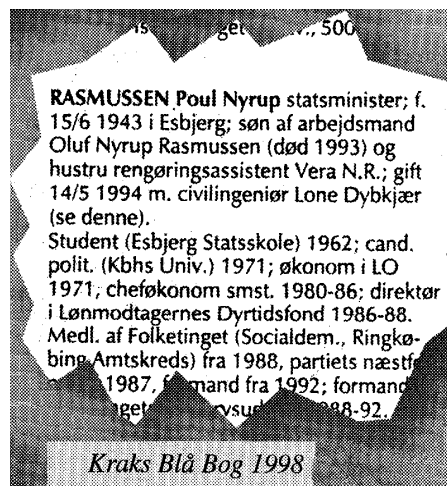 500
RASMUSSEN Poul Nyrup statsminister; f.
15/6 1943 i Esbjerg; søn af arbejdsmand
Oluf Nyrup Rasmussen (død 1993) og
hustru rengøringsassistent Vera N.R.; gift
14/5 1994 m. civilingeniør Lone Dybkjær
(se denne).
Student (Esbjerg Statsskole) 1962; cand.
polit. (Kbhs Univ.) 1971; økonom i LO
1971; cheføkonom smst. 1980-86; direktør
i Lønmodtagernes Dyrtidsfond 1986-88.
Medl. af Folketinget (Socialdem., Ringkø-
bing Amtskreds) fra 1988, partiets
1987, fra 1992; formand
88-92.
Kraks Blå Bog 1998